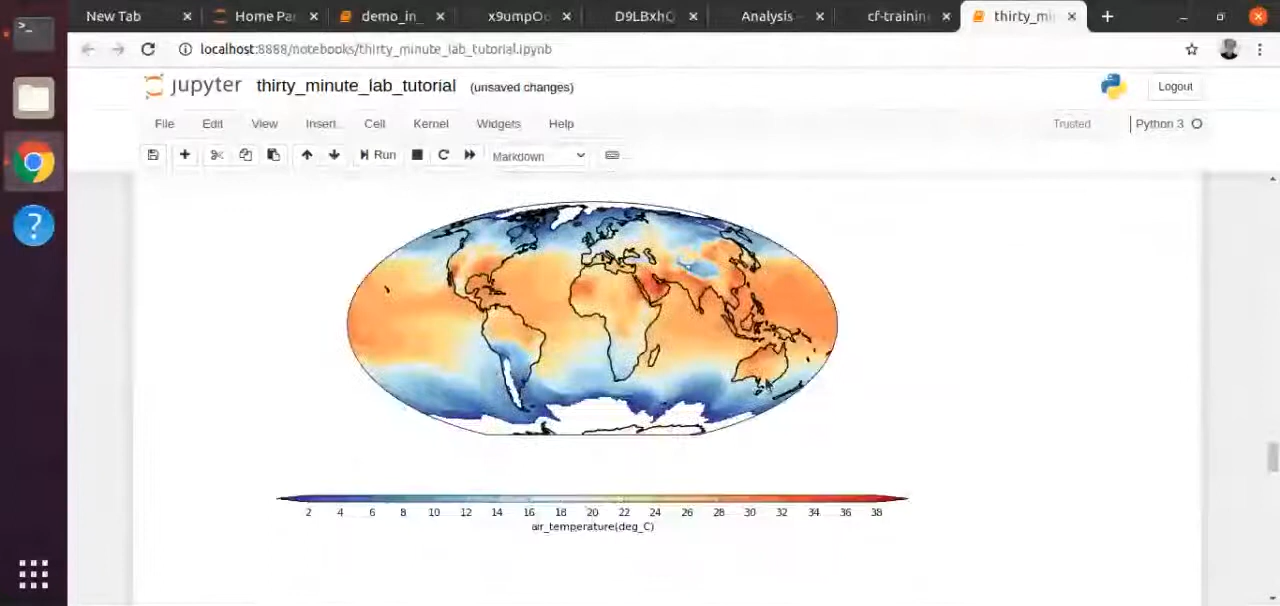 New Tab
Home Pa
demo_in_
x9ump
D9LBxh
Analysis
cf-trainin
thirty_mi
localhost:8888/notebooks/thirty_minute_lab_tutorial.ipynb
jupyter thirty_minute_lab_tutorial (unsaved changes)
Logout
File Edit View Insert Cell Kernel Widgets Help
Trusted
Python 3
Run
Markdown
2 4 6 8 10 12 14 16 18 20 22 24 26 28 30 32 34 36 38
air_temperature(deg_C)